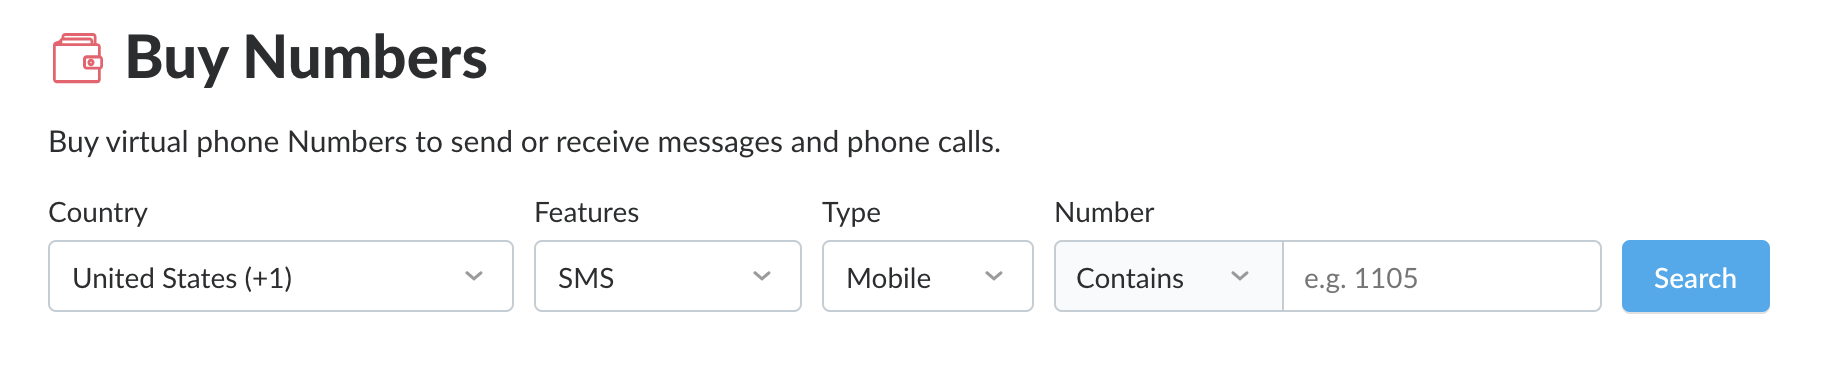 Buy Numbers
Buy virtual phone Numbers to send or receive messages and phone calls.
Country Features Type Number
United States (+1) SMS Mobile Contains e.g. 1105 Search